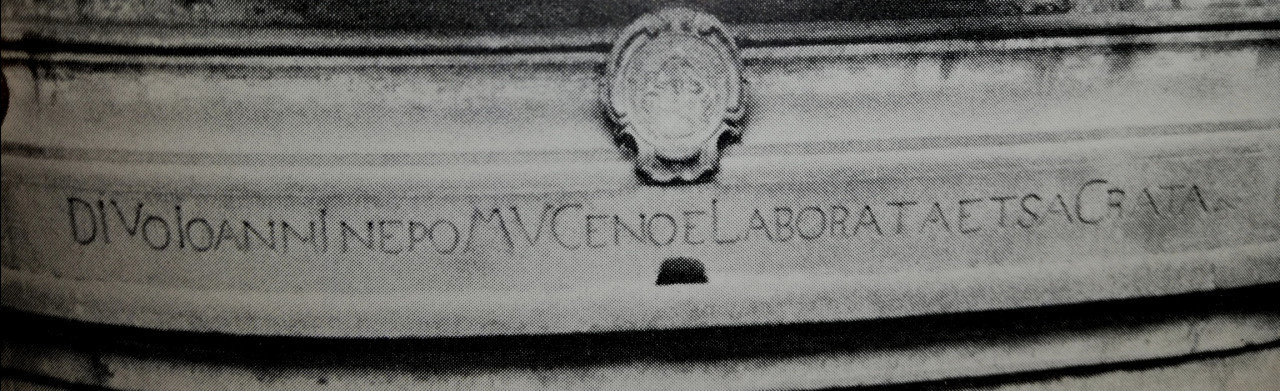 DIVo IoANNI NEPOMVCENO ELABORATA ET SACRATA